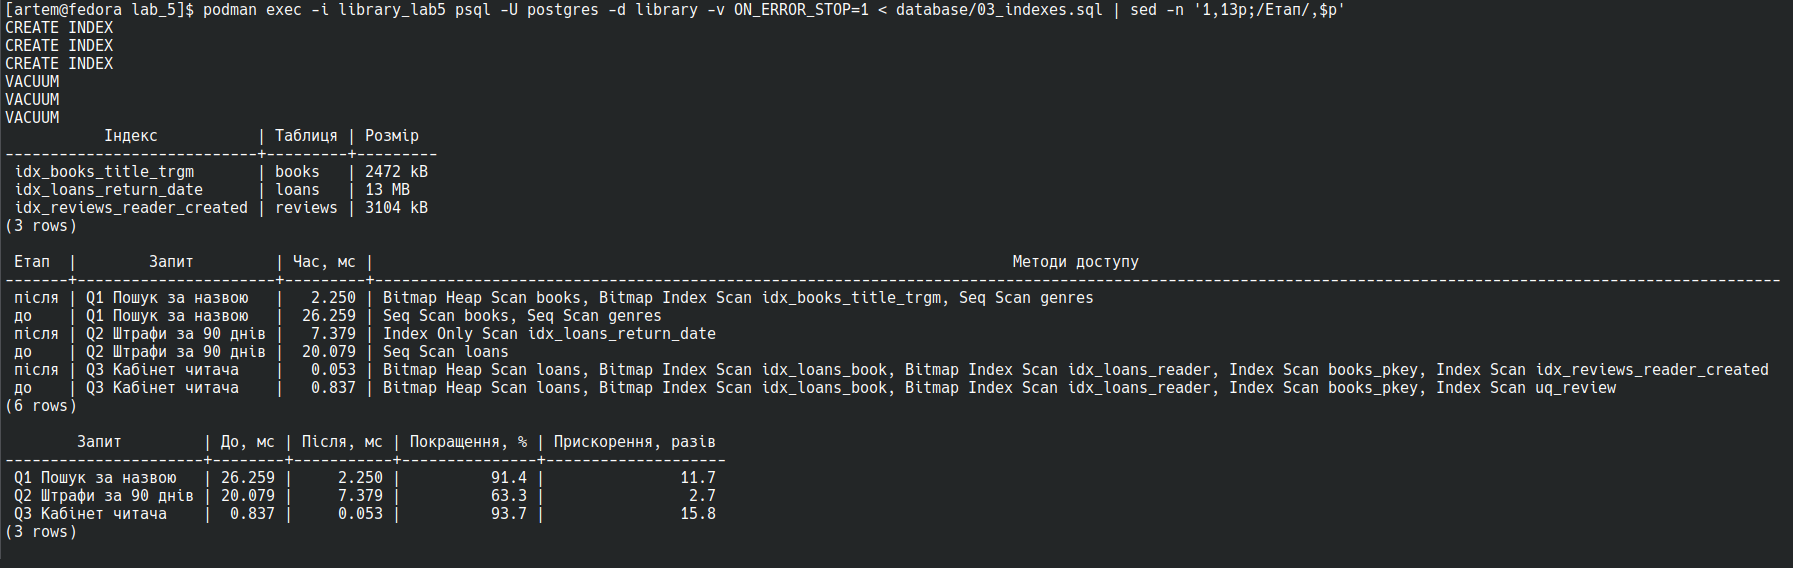 [artem@fedora lab_5]$ podman exec -i library_lab5 psql -U postgres -d library -v ON_ERROR_STOP=1 < database/03_indexes.sql | sed -n '1,13p;/Етап/,$p'
CREATE INDEX
CREATE INDEX
CREATE INDEX
VACUUM
VACUUM
VACUUM
           Індекс           | Таблиця | Розмір
----------------------------+---------+---------
 idx_books_title_trgm       | books   | 2472 kB
 idx_loans_return_date      | loans   | 13 MB
 idx_reviews_reader_created | reviews | 3104 kB
(3 rows)

 Етап  |        Запит         | Час, мс |                                                                       Методи доступу
-------+----------------------+---------+------------------------------------------------------------------------------------------------------------------------------------------------------------
 після | Q1 Пошук за назвою   |   2.250 | Bitmap Heap Scan books, Bitmap Index Scan idx_books_title_trgm, Seq Scan genres
 до    | Q1 Пошук за назвою   |  26.259 | Seq Scan books, Seq Scan genres
 після | Q2 Штрафи за 90 днів |   7.379 | Index Only Scan idx_loans_return_date
 до    | Q2 Штрафи за 90 днів |  20.079 | Seq Scan loans
 після | Q3 Кабінет читача    |   0.053 | Bitmap Heap Scan loans, Bitmap Index Scan idx_loans_book, Bitmap Index Scan idx_loans_reader, Index Scan books_pkey, Index Scan idx_reviews_reader_created
 до    | Q3 Кабінет читача    |   0.837 | Bitmap Heap Scan loans, Bitmap Index Scan idx_loans_book, Bitmap Index Scan idx_loans_reader, Index Scan books_pkey, Index Scan uq_review
(6 rows)

        Запит         | До, мс | Після, мс | Покращення, % | Прискорення, разів
----------------------+--------+-----------+---------------+--------------------
 Q1 Пошук за назвою   | 26.259 |     2.250 |          91.4 |               11.7
 Q2 Штрафи за 90 днів | 20.079 |     7.379 |          63.3 |                2.7
 Q3 Кабінет читача    |  0.837 |     0.053 |          93.7 |               15.8
(3 rows)